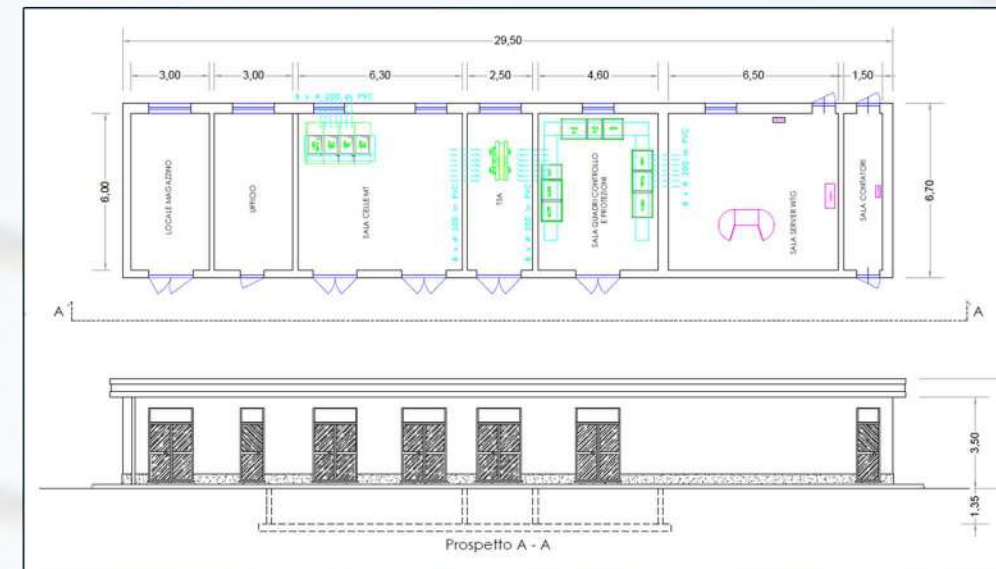 29,50
3,00 3,00 6,30 2,50 4,60 6,50 1,50
6,00
LOCALE MAGAZZINO
UFFICIO
SALA CELLE MT
TSA
SALA QUADRI CONTROLLO
E PROTEZIONI
SALA SERVER WTG
SALA CONTATORI
6,70
A A
3,50
1,35
Prospetto A - A